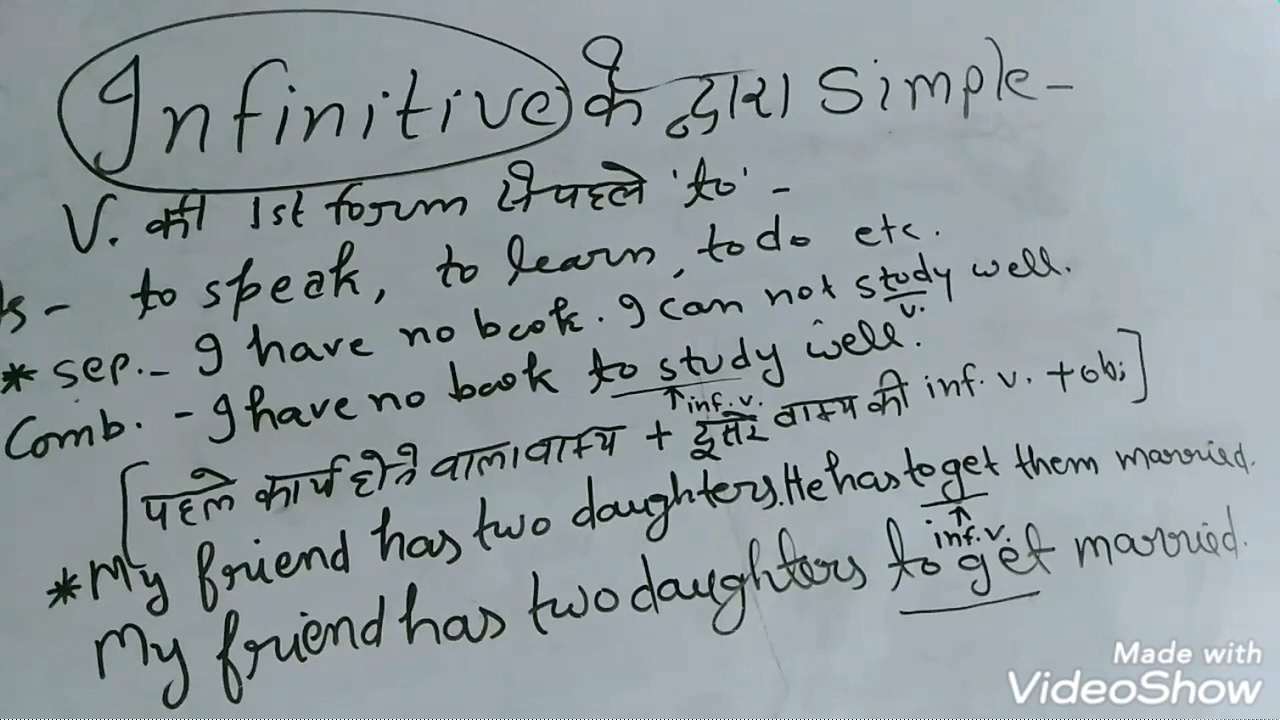 Infinitive के द्वारा Simple-
V. की 1st form से पहले 'to' -
to speak, to learn, to do etc.
* sep. - I have no book. I can not study well.
v.
Comb. - I have no book to study well.
↑ inf. v.
[पहले कार्य होने वाला वाक्य + दूसरे वाक्य की inf. v. + obj]
* My friend has two daughters. He has to get them married.
↑
inf. v.
My friend has two daughters to get married.
Made with
VideoShow